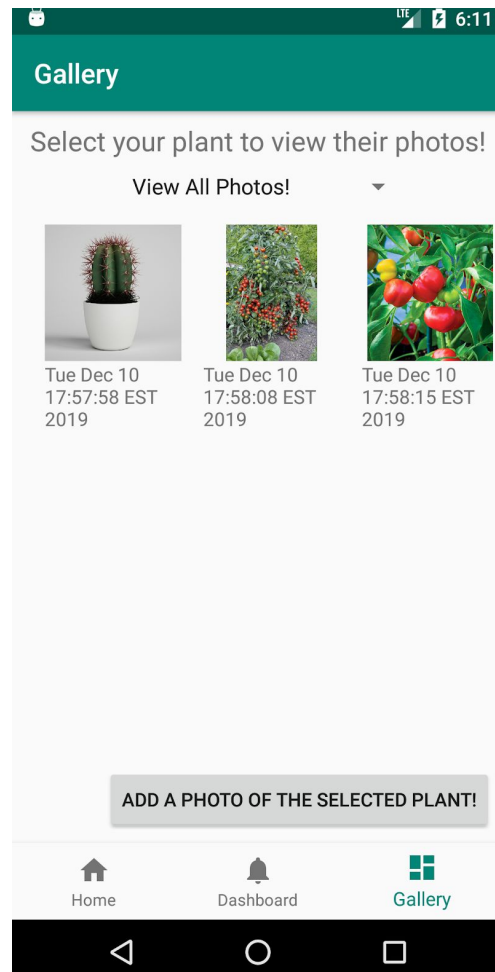 LTE 6:11
Gallery
Select your plant to view their photos!
View All Photos!
Tue Dec 10
17:57:58 EST
2019
Tue Dec 10
17:58:08 EST
2019
Tue Dec 10
17:58:15 EST
2019
ADD A PHOTO OF THE SELECTED PLANT!
Home
Dashboard
Gallery